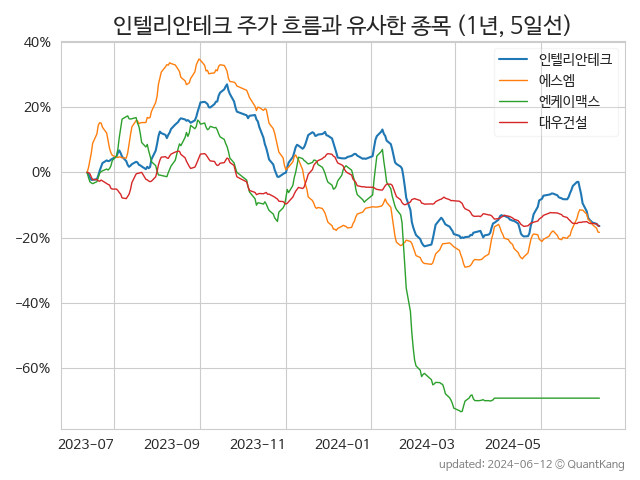 인텔리안테크 주가 흐름과 유사한 종목 (1년, 5일선)
40%
20%
0%
−20%
−40%
−60%
인텔리안테크
에스엠
엔케이맥스
대우건설
2023-07 2023-09 2023-11 2024-01 2024-03 2024-05
updated: 2024-06-12 © QuantKang